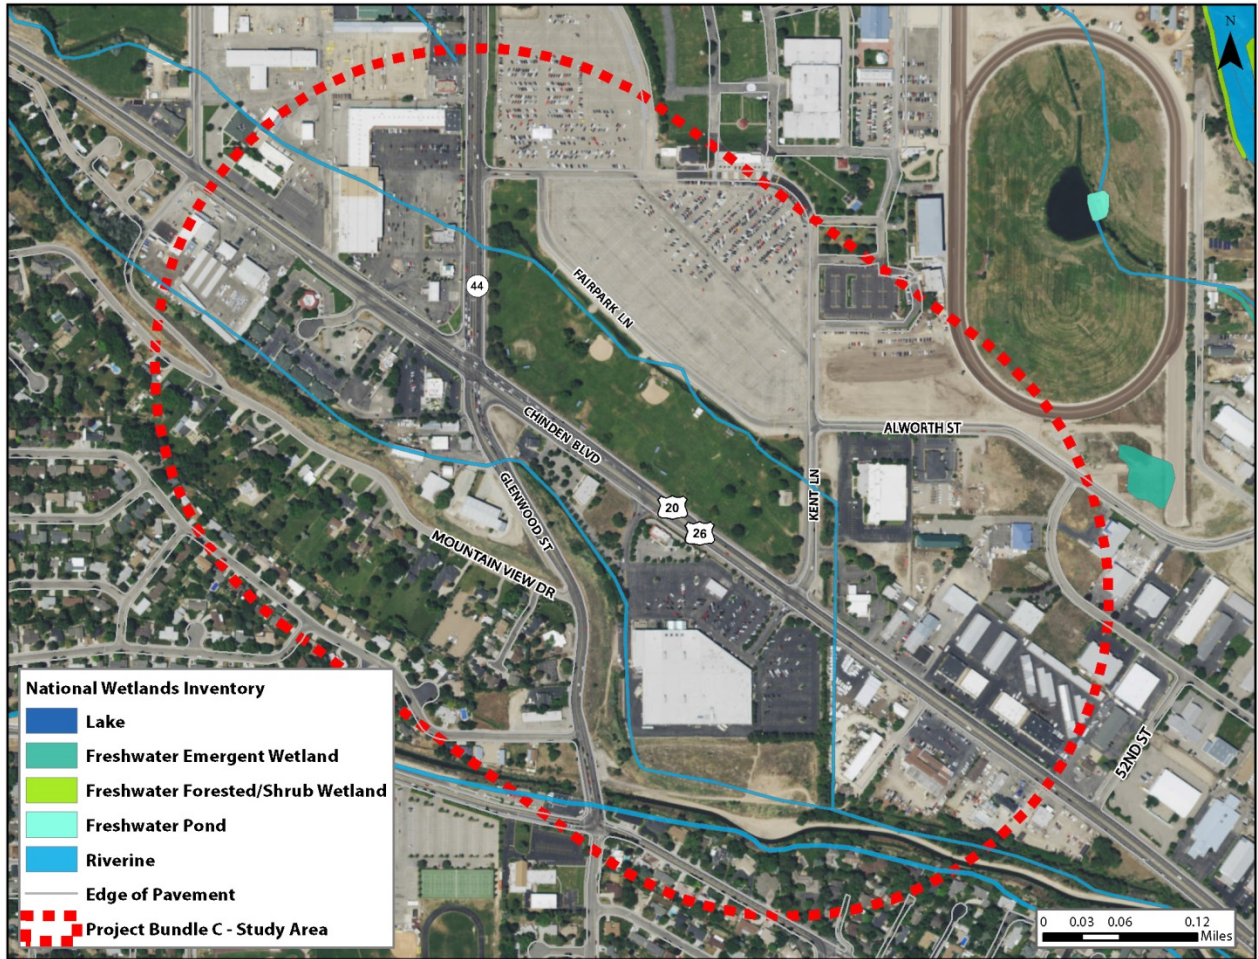 N
44
FAIRPARK LN
CHINDEN BLVD
ALWORTH ST
KENT LN
GLENWOOD ST
20
26
MOUNTAIN VIEW DR
52ND ST
National Wetlands Inventory
Lake
Freshwater Emergent Wetland
Freshwater Forested/Shrub Wetland
Freshwater Pond
Riverine
Edge of Pavement
Project Bundle C - Study Area
0 0.03 0.06 0.12
Miles